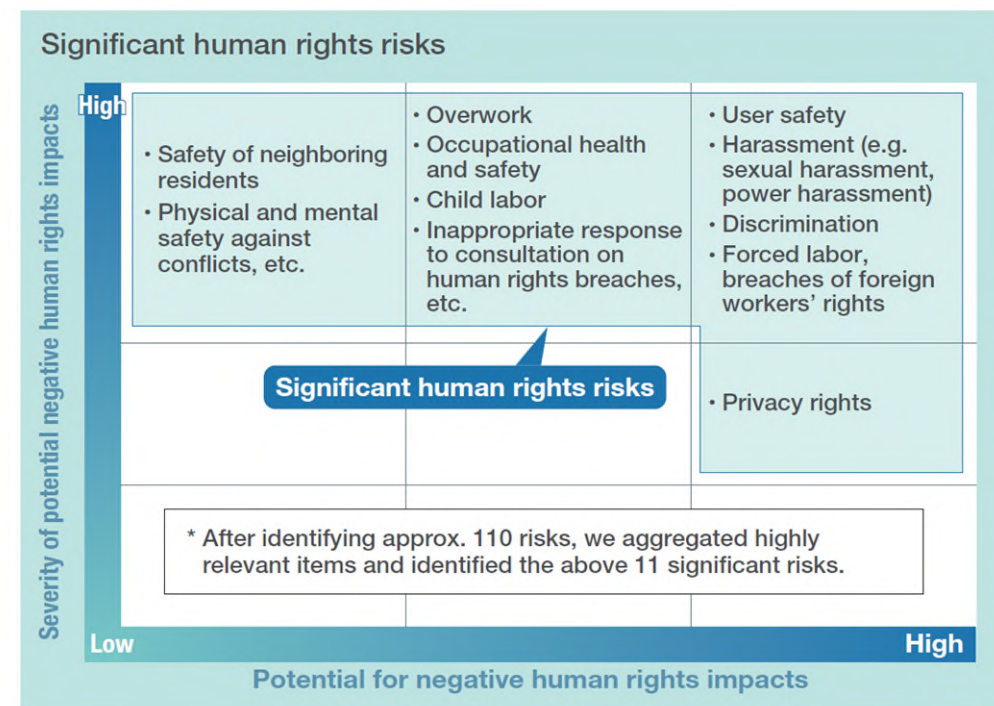 Significant human rights risks
Severity of potential negative human rights impacts
High
・Safety of neighboring
residents
・Physical and mental
safety against
conflicts, etc.
・Overwork
・Occupational health
and safety
・Child labor
・Inappropriate response
to consultation on
human rights breaches,
etc.
・User safety
・Harassment (e.g.
sexual harassment,
power harassment)
・Discrimination
・Forced labor,
breaches of foreign
workers’ rights
Significant human rights risks
・Privacy rights
* After identifying approx. 110 risks, we aggregated highly
relevant items and identified the above 11 significant risks.
Low
High
Potential for negative human rights impacts